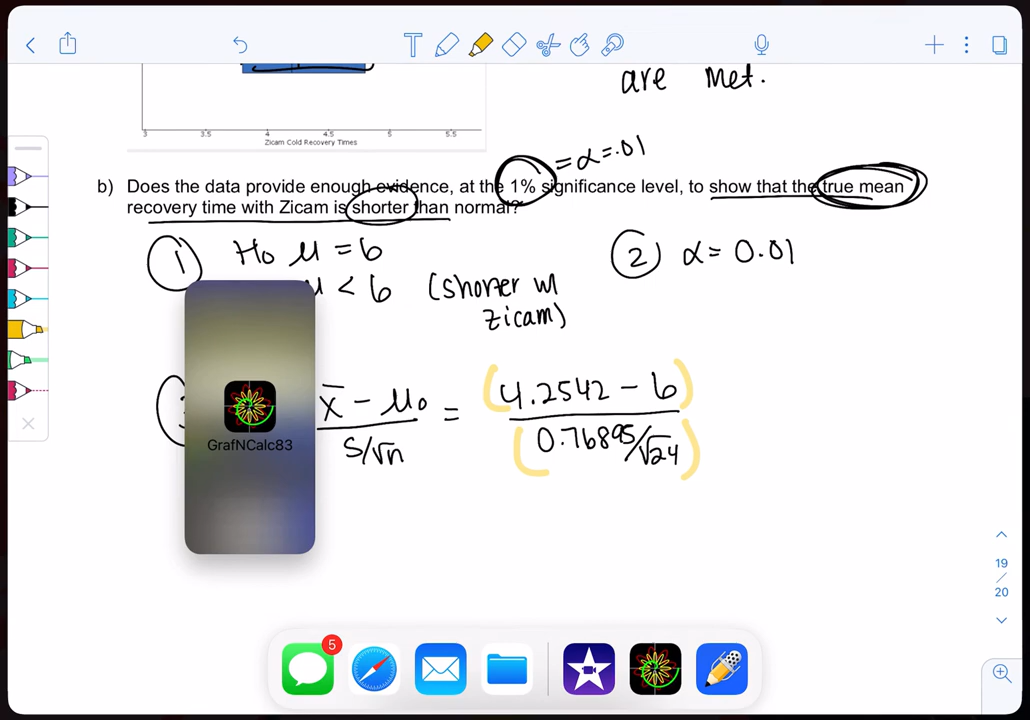 are met.
3 3.5 4 4.5 5 5.5
Zicam Cold Recovery Times
= α = .01
b) Does the data provide enough evidence, at the 1% significance level, to show that the true mean
recovery time with Zicam is shorter than normal?
1 H₀ μ = 6
2 α = 0.01
μ < 6 (shorter w/
zicam)
x̄ - μ₀
s/√n
=
(4.2542 - 6)
(0.76895/√24)
GrafNCalc83
19
/
20
5
T